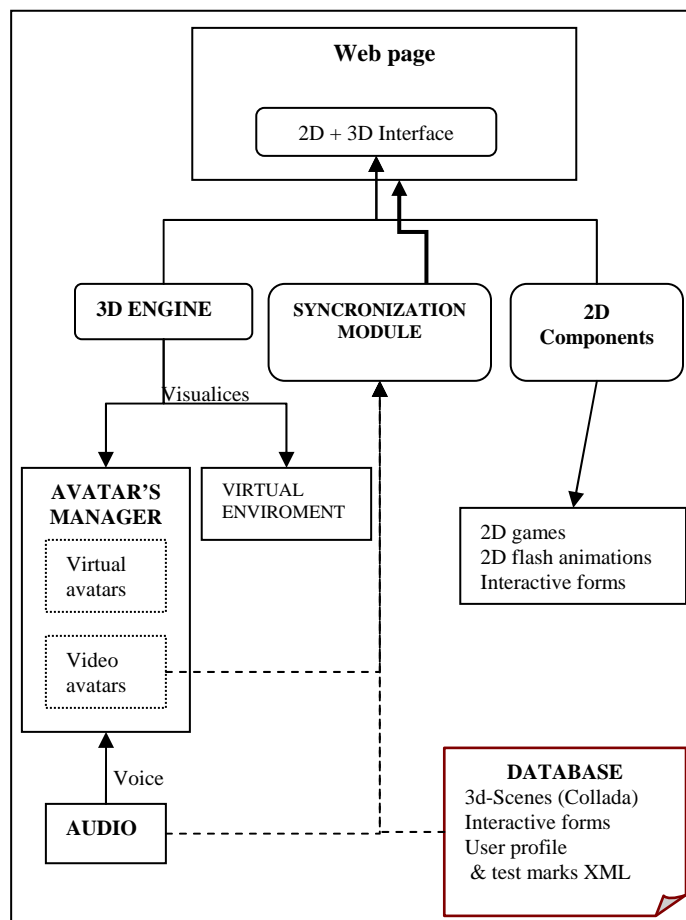 Web page
2D + 3D Interface
3D ENGINE
SYNCRONIZATION
MODULE
2D
Components
Visualices
AVATAR'S
MANAGER
Virtual
avatars
Video
avatars
VIRTUAL
ENVIROMENT
2D games
2D flash animations
Interactive forms
Voice
AUDIO
DATABASE
3d-Scenes (Collada)
Interactive forms
User profile
& test marks XML